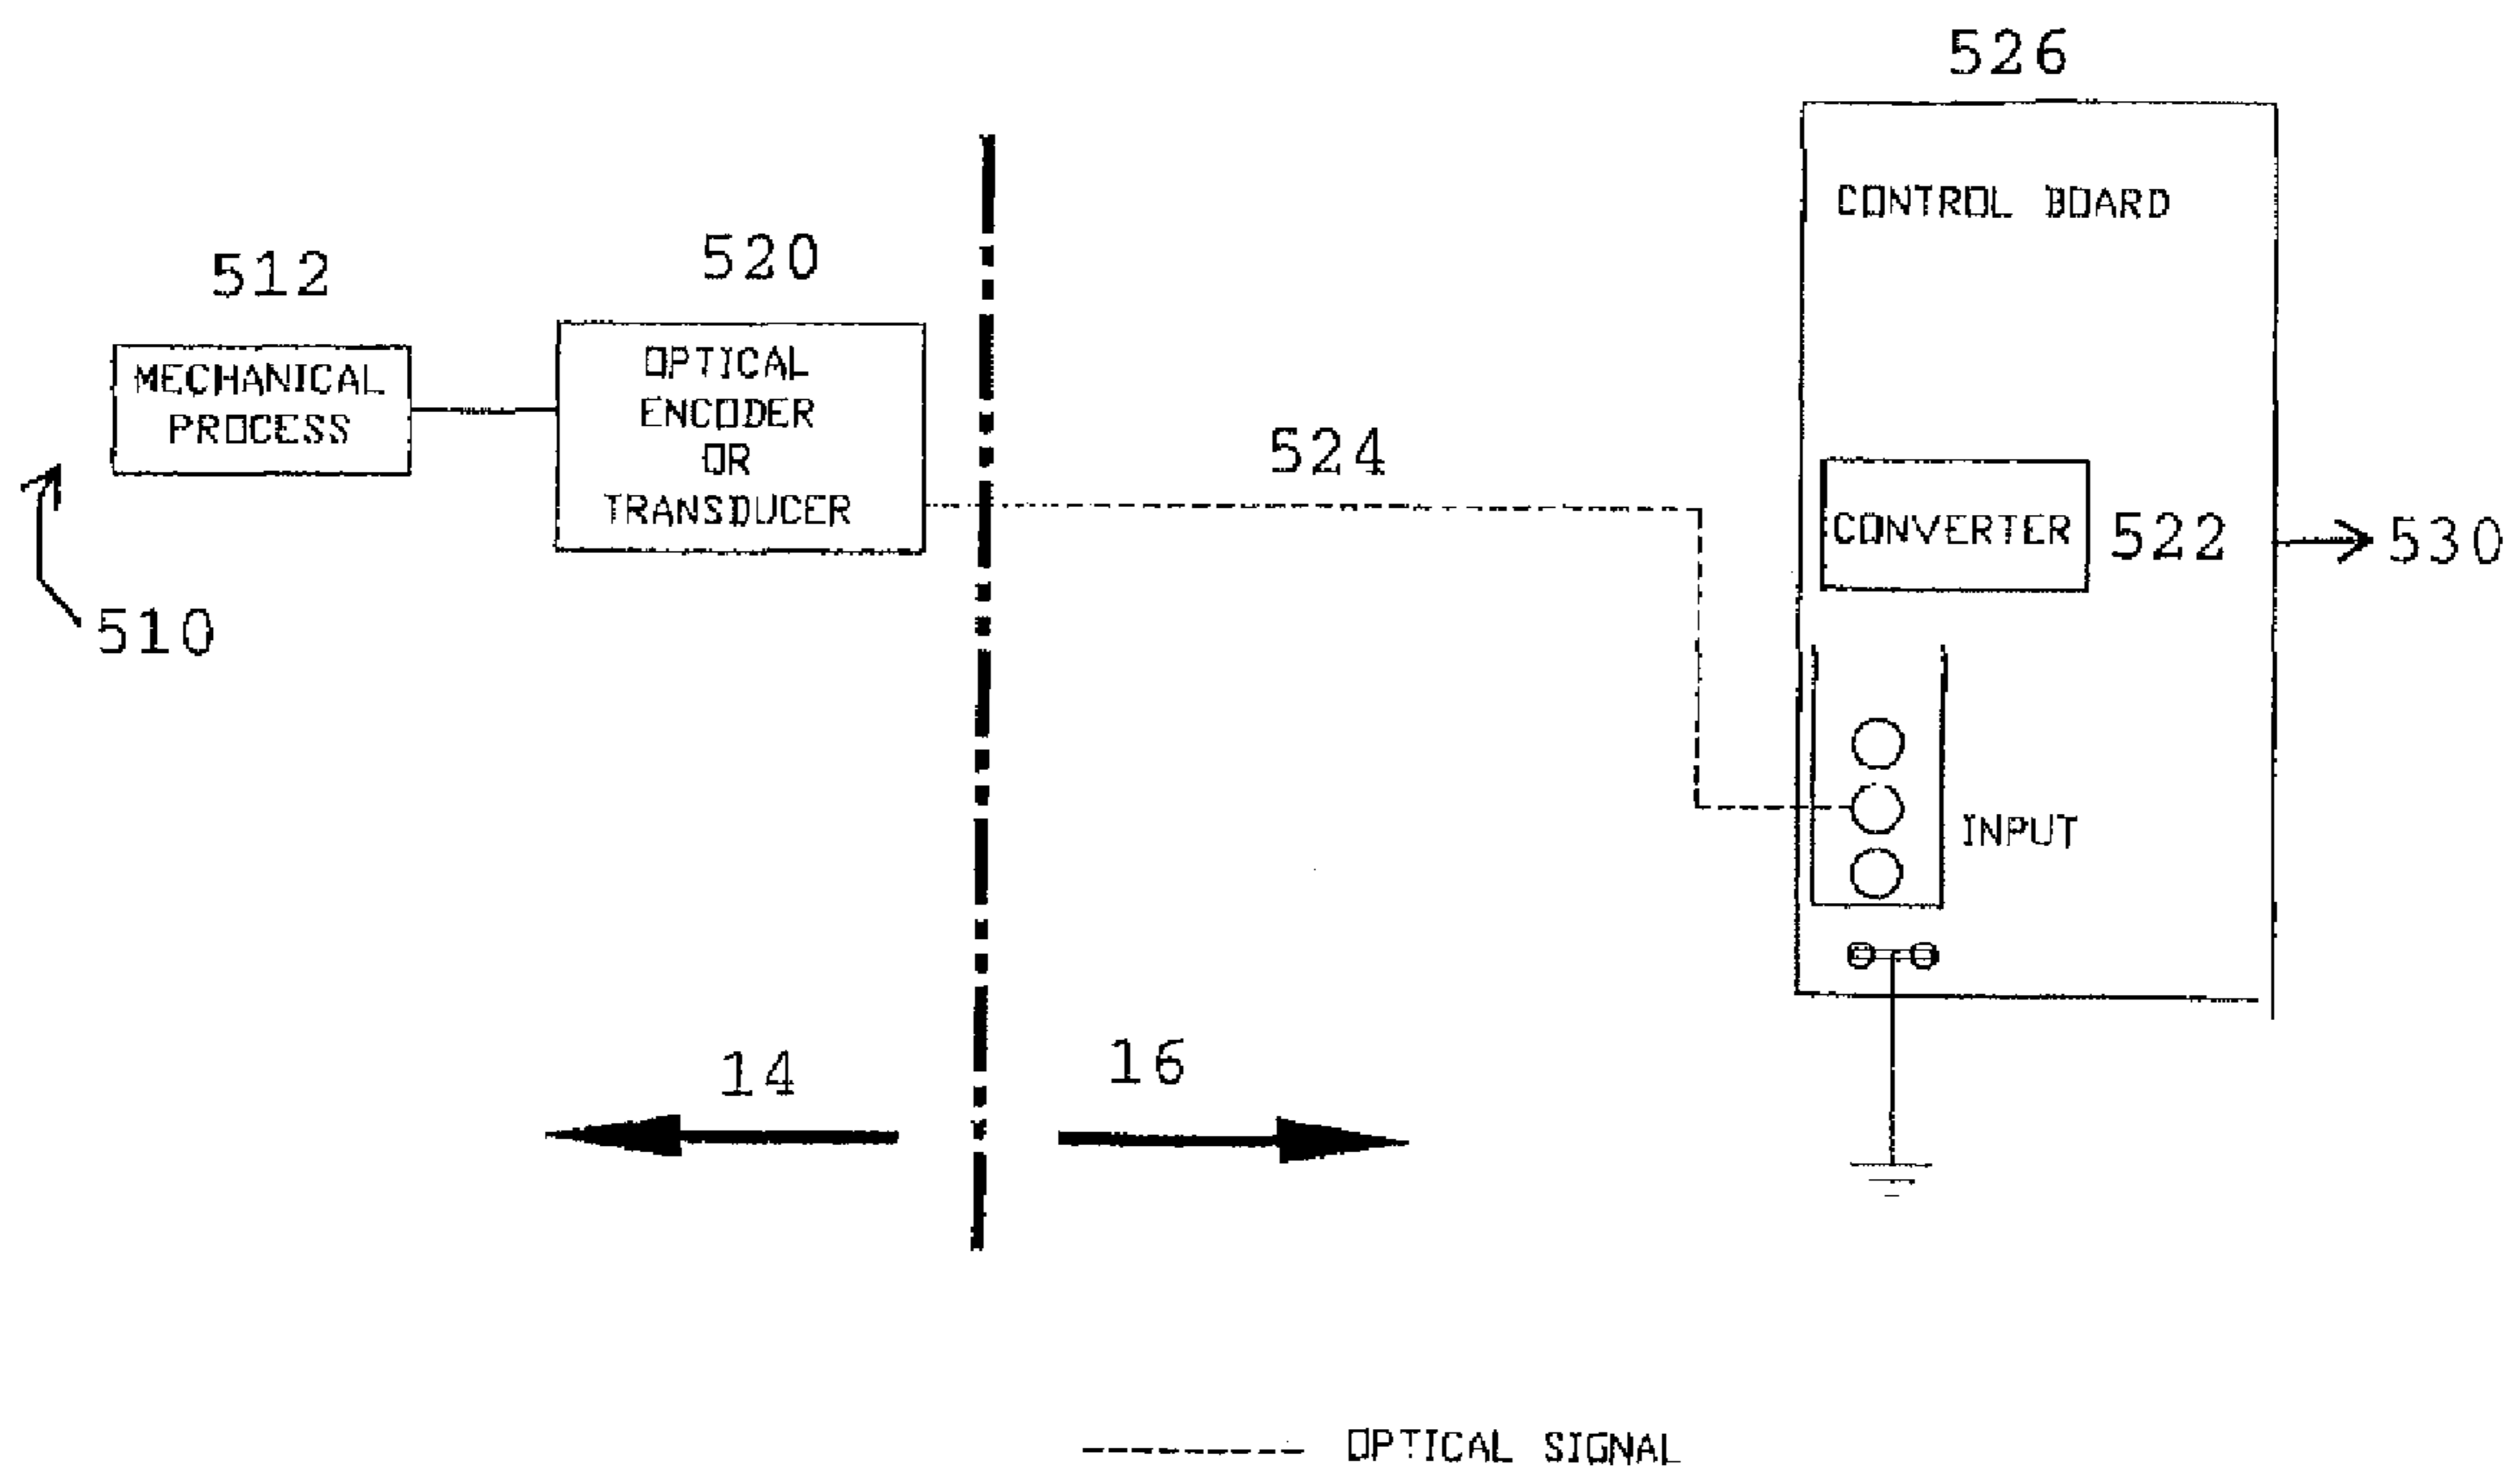 526
CONTROL BOARD
512
520
MECHANICAL
PROCESS
OPTICAL
ENCODER
OR
TRANSDUCER
524
CONVERTER
522
530
510
INPUT
14
16
OPTICAL SIGNAL